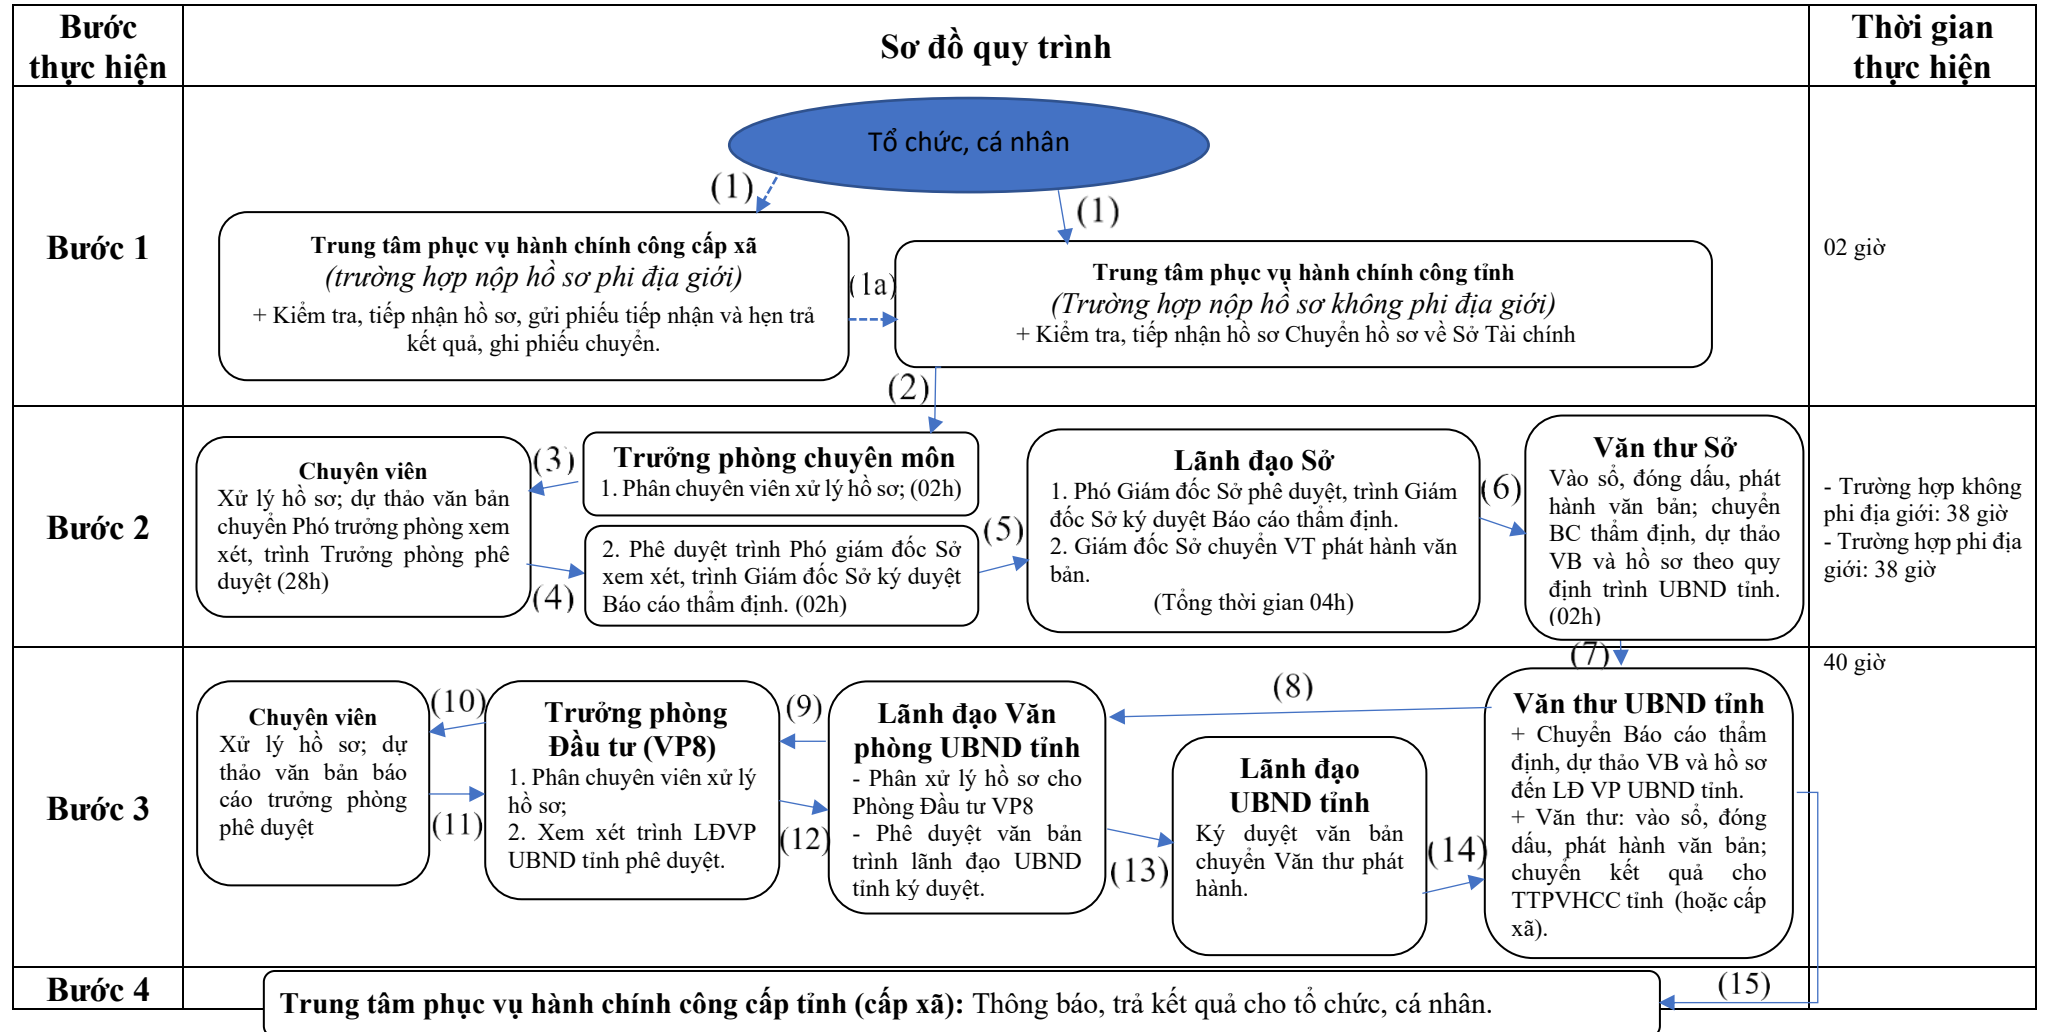 Bước
thực hiện
Sơ đồ quy trình
Thời gian
thực hiện
Bước 1
Tổ chức, cá nhân
(1)
(1)
Trung tâm phục vụ hành chính công cấp xã
(trường hợp nộp hồ sơ phi địa giới)
+ Kiểm tra, tiếp nhận hồ sơ, gửi phiếu tiếp nhận và hẹn trả
kết quả, ghi phiếu chuyển.
(1a)
Trung tâm phục vụ hành chính công tỉnh
(Trường hợp nộp hồ sơ không phi địa giới)
+ Kiểm tra, tiếp nhận hồ sơ Chuyển hồ sơ về Sở Tài chính
02 giờ
(2)
Bước 2
Chuyên viên
Xử lý hồ sơ; dự thảo văn bản
chuyển Phó trưởng phòng xem
xét, trình Trưởng phòng phê
duyệt (28h)
(3)
(4)
Trưởng phòng chuyên môn
1. Phân chuyên viên xử lý hồ sơ; (02h)
2. Phê duyệt trình Phó giám đốc Sở
xem xét, trình Giám đốc Sở ký duyệt
Báo cáo thẩm định. (02h)
(5)
Lãnh đạo Sở
1. Phó Giám đốc Sở phê duyệt, trình Giám
đốc Sở ký duyệt Báo cáo thẩm định.
2. Giám đốc Sở chuyển VT phát hành văn
bản.
(Tổng thời gian 04h)
(6)
Văn thư Sở
Vào sổ, đóng dấu, phát
hành văn bản; chuyển
BC thẩm định, dự thảo
VB và hồ sơ theo quy
định trình UBND tỉnh.
(02h)
- Trường hợp không
phi địa giới: 38 giờ
- Trường hợp phi địa
giới: 38 giờ
(7)
Bước 3
Chuyên viên
Xử lý hồ sơ; dự
thảo văn bản báo
cáo trưởng phòng
phê duyệt
(10)
(11)
Trưởng phòng
Đầu tư (VP8)
1. Phân chuyên viên xử lý
hồ sơ;
2. Xem xét trình LĐVP
UBND tỉnh phê duyệt.
(9)
(12)
Lãnh đạo Văn
phòng UBND tỉnh
- Phân xử lý hồ sơ cho
Phòng Đầu tư VP8
- Phê duyệt văn bản
trình lãnh đạo UBND
tỉnh ký duyệt.
(8)
(13)
Lãnh đạo
UBND tỉnh
Ký duyệt văn bản
chuyển Văn thư phát
hành.
(14)
Văn thư UBND tỉnh
+ Chuyển Báo cáo thẩm
định, dự thảo VB và hồ sơ
đến LĐ VP UBND tỉnh.
+ Văn thư: vào sổ, đóng
dấu, phát hành văn bản;
chuyển kết quả cho
TTPVHCC tỉnh (hoặc cấp
xã).
40 giờ
Bước 4
Trung tâm phục vụ hành chính công cấp tỉnh (cấp xã): Thông báo, trả kết quả cho tổ chức, cá nhân.
(15)